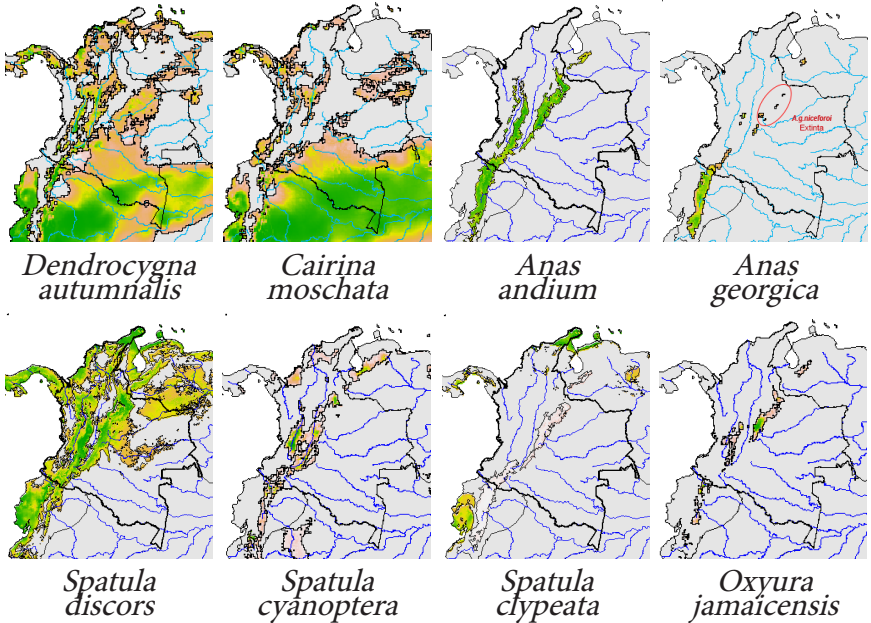 A.g.niceforoi
Extinta
Dendrocygna
autumnalis
Cairina
moschata
Anas
andium
Anas
georgica
Spatula
discors
Spatula
cyanoptera
Spatula
clypeata
Oxyura
jamaicensis